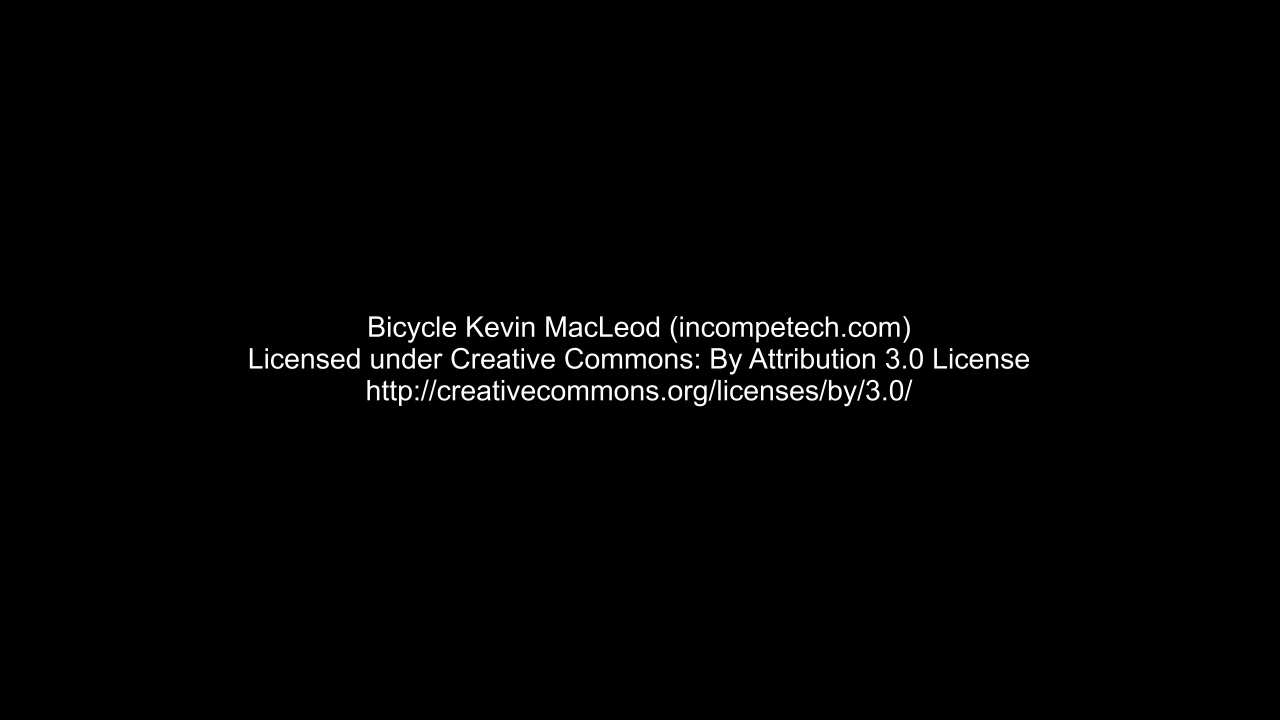 Bicycle Kevin MacLeod (incompetech.com)
Licensed under Creative Commons: By Attribution 3.0 License
http://creativecommons.org/licenses/by/3.0/